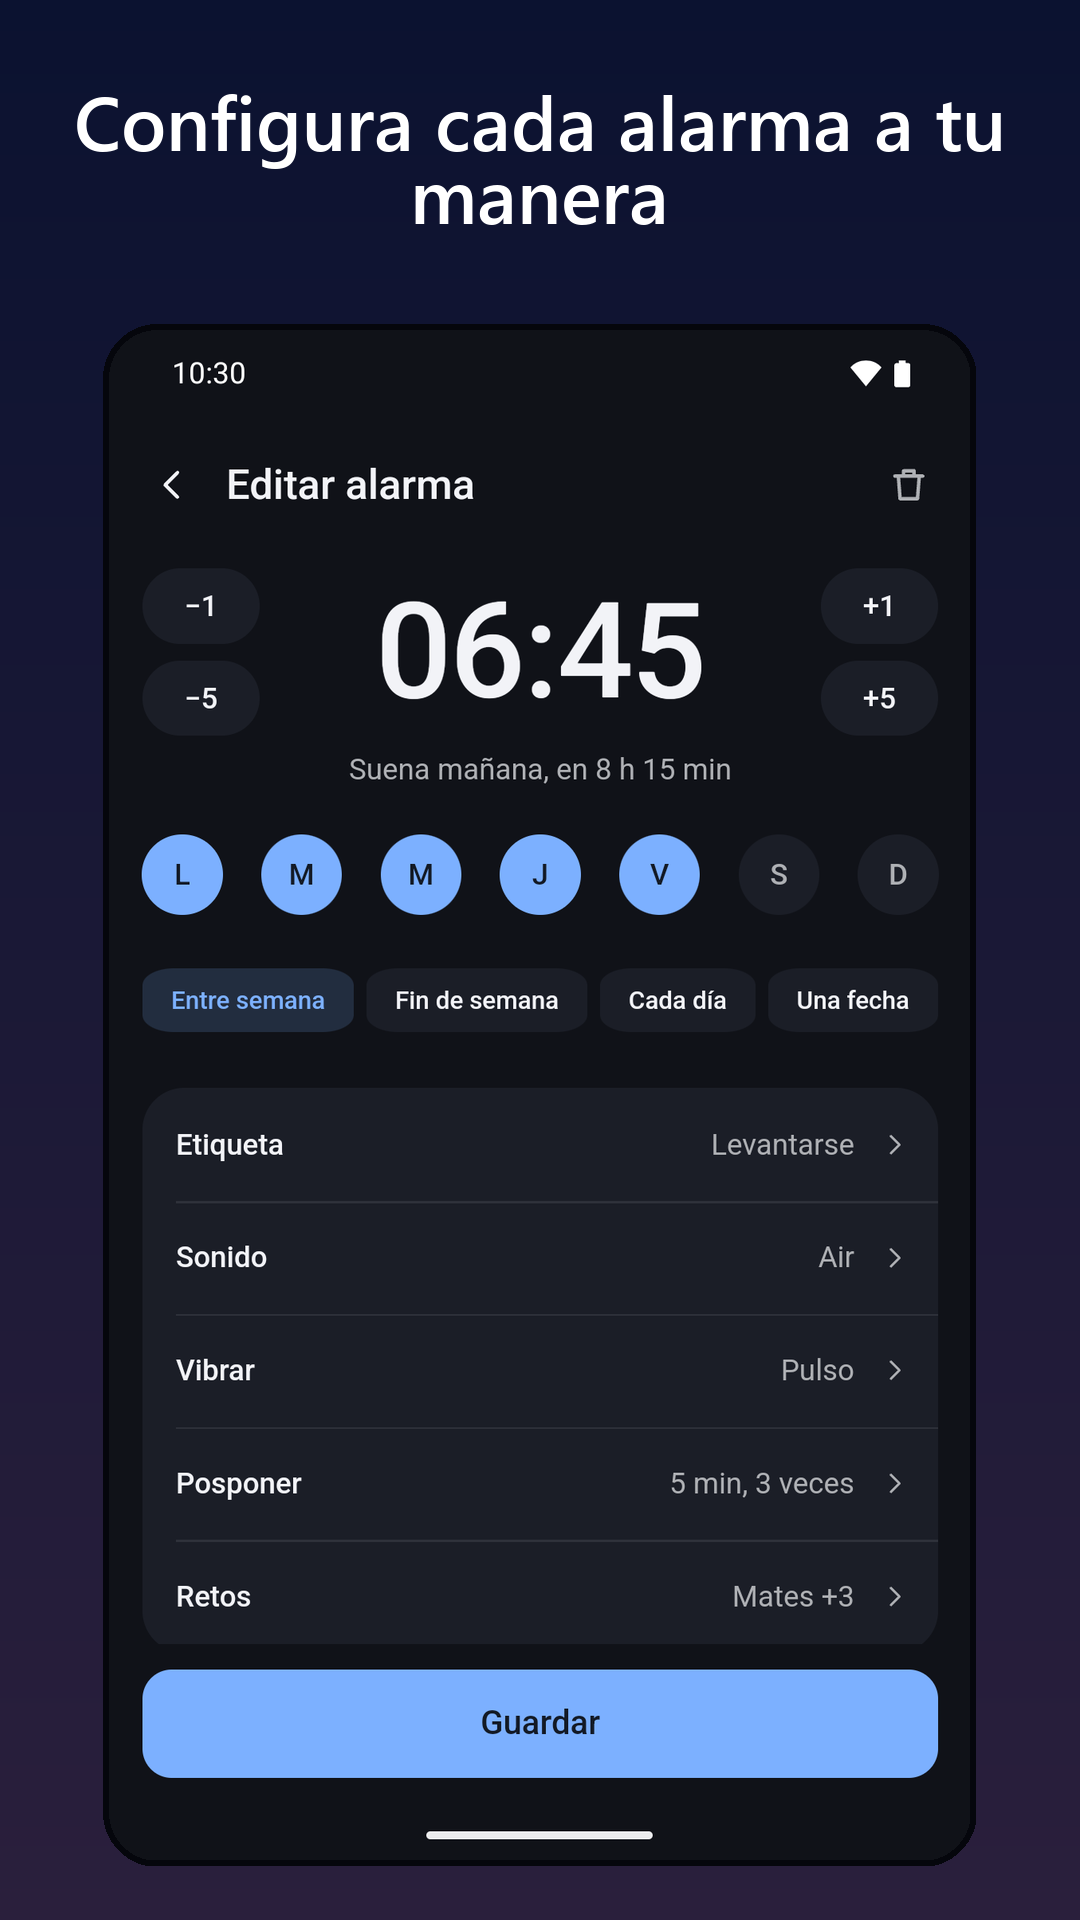 Configura cada alarma a tu
manera
10:30
Editar alarma
−1
06:45
+1
−5
+5
Suena mañana, en 8 h 15 min
L M M J V S D
Entre semana Fin de semana Cada día Una fecha
Etiqueta Levantarse
Sonido Air
Vibrar Pulso
Posponer 5 min, 3 veces
Retos Mates +3
Guardar